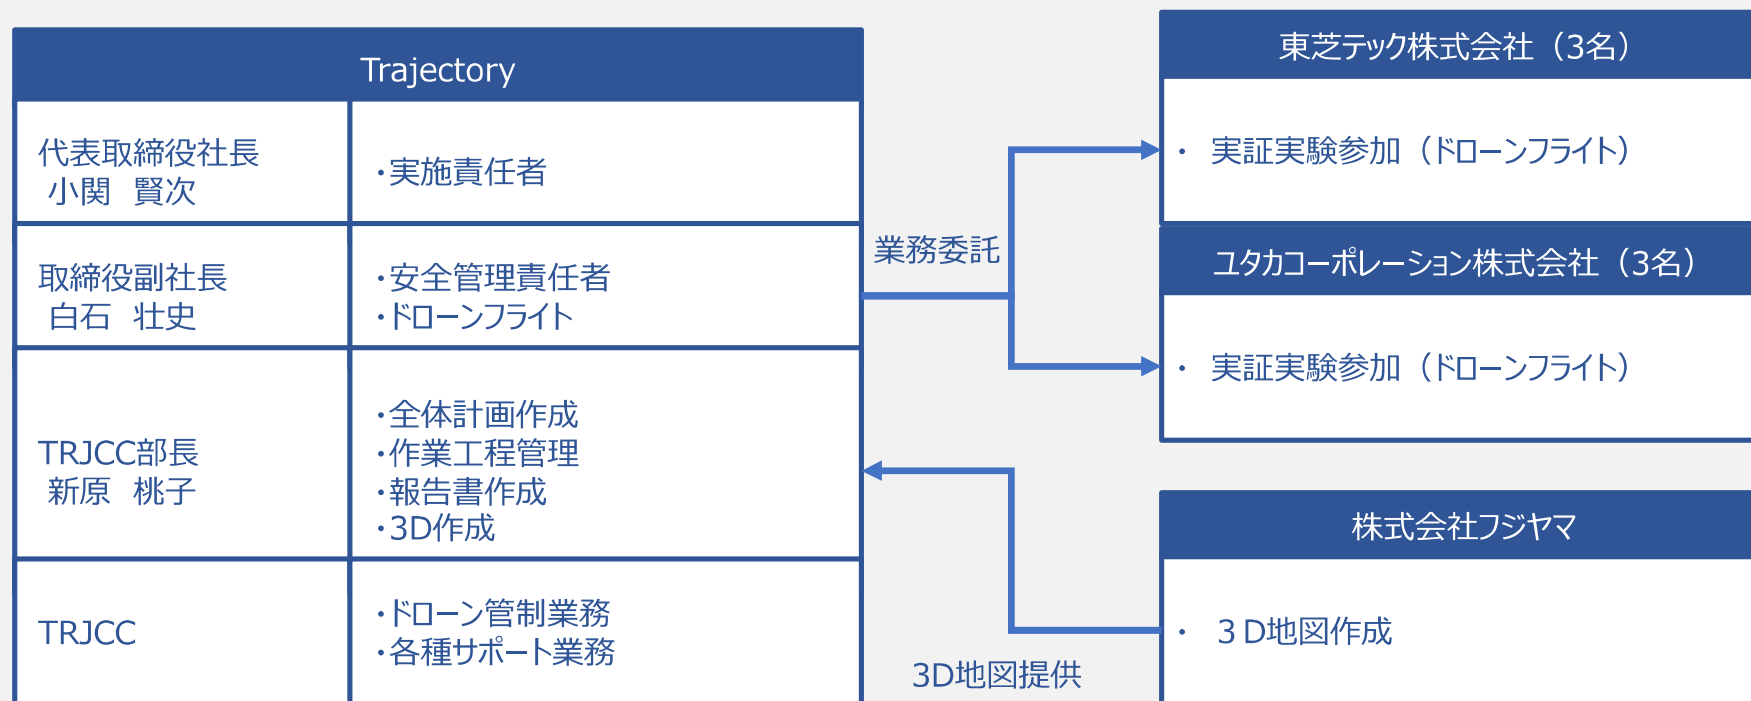 Trajectory
代表取締役社長
小関　賢次
・実施責任者
取締役副社長
白石　壮史
・安全管理責任者
・ドローンフライト
TRJCC部長
新原　桃子
・全体計画作成
・作業工程管理
・報告書作成
・3D作成
TRJCC
・ドローン管制業務
・各種サポート業務
業務委託
3D地図提供
東芝テック株式会社（3名）
・ 実証実験参加（ドローンフライト）
ユタカコーポレーション株式会社（3名）
・ 実証実験参加（ドローンフライト）
株式会社フジヤマ
・ ３D地図作成